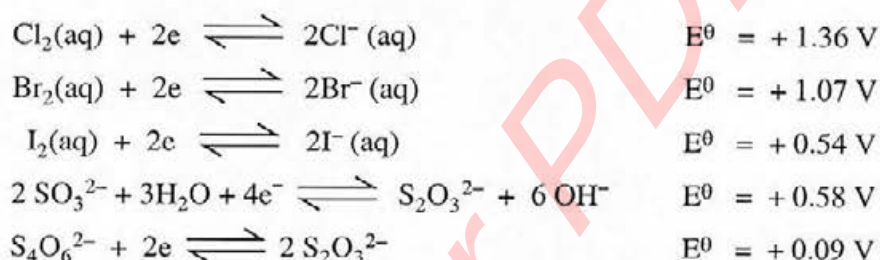 Cl₂(aq) + 2e ⇌ 2Cl⁻ (aq) E⁰ = + 1.36 V
Br₂(aq) + 2e ⇌ 2Br⁻ (aq) E⁰ = + 1.07 V
I₂(aq) + 2e ⇌ 2I⁻ (aq) E⁰ = + 0.54 V
2 SO₃²⁻ + 3H₂O + 4e⁻ ⇌ S₂O₃²⁻ + 6 OH⁻ E⁰ = + 0.58 V
S₄O₆²⁻ + 2e ⇌ 2 S₂O₃²⁻ E⁰ = + 0.09 V